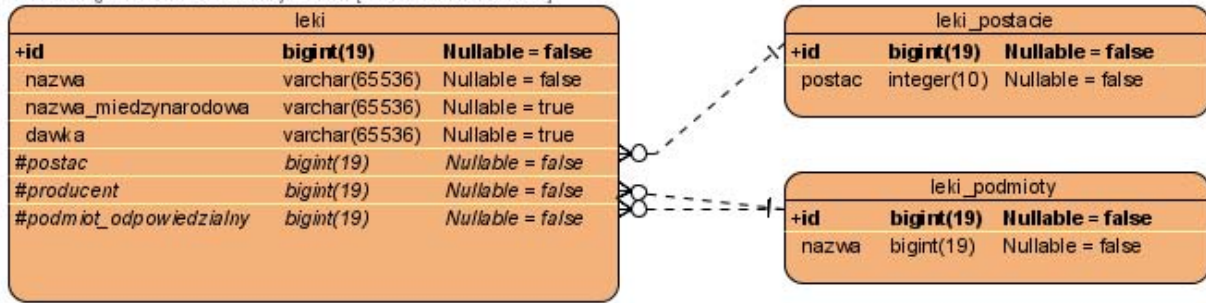 leki
+id bigint(19) Nullable = false
nazwa varchar(65536) Nullable = false
nazwa_miedzynarodowa varchar(65536) Nullable = true
dawka varchar(65536) Nullable = true
#postac bigint(19) Nullable = false
#producent bigint(19) Nullable = false
#podmiot_odpowiedzialny bigint(19) Nullable = false
leki_postacie
+id bigint(19) Nullable = false
postac integer(10) Nullable = false
leki_podmioty
+id bigint(19) Nullable = false
nazwa bigint(19) Nullable = false